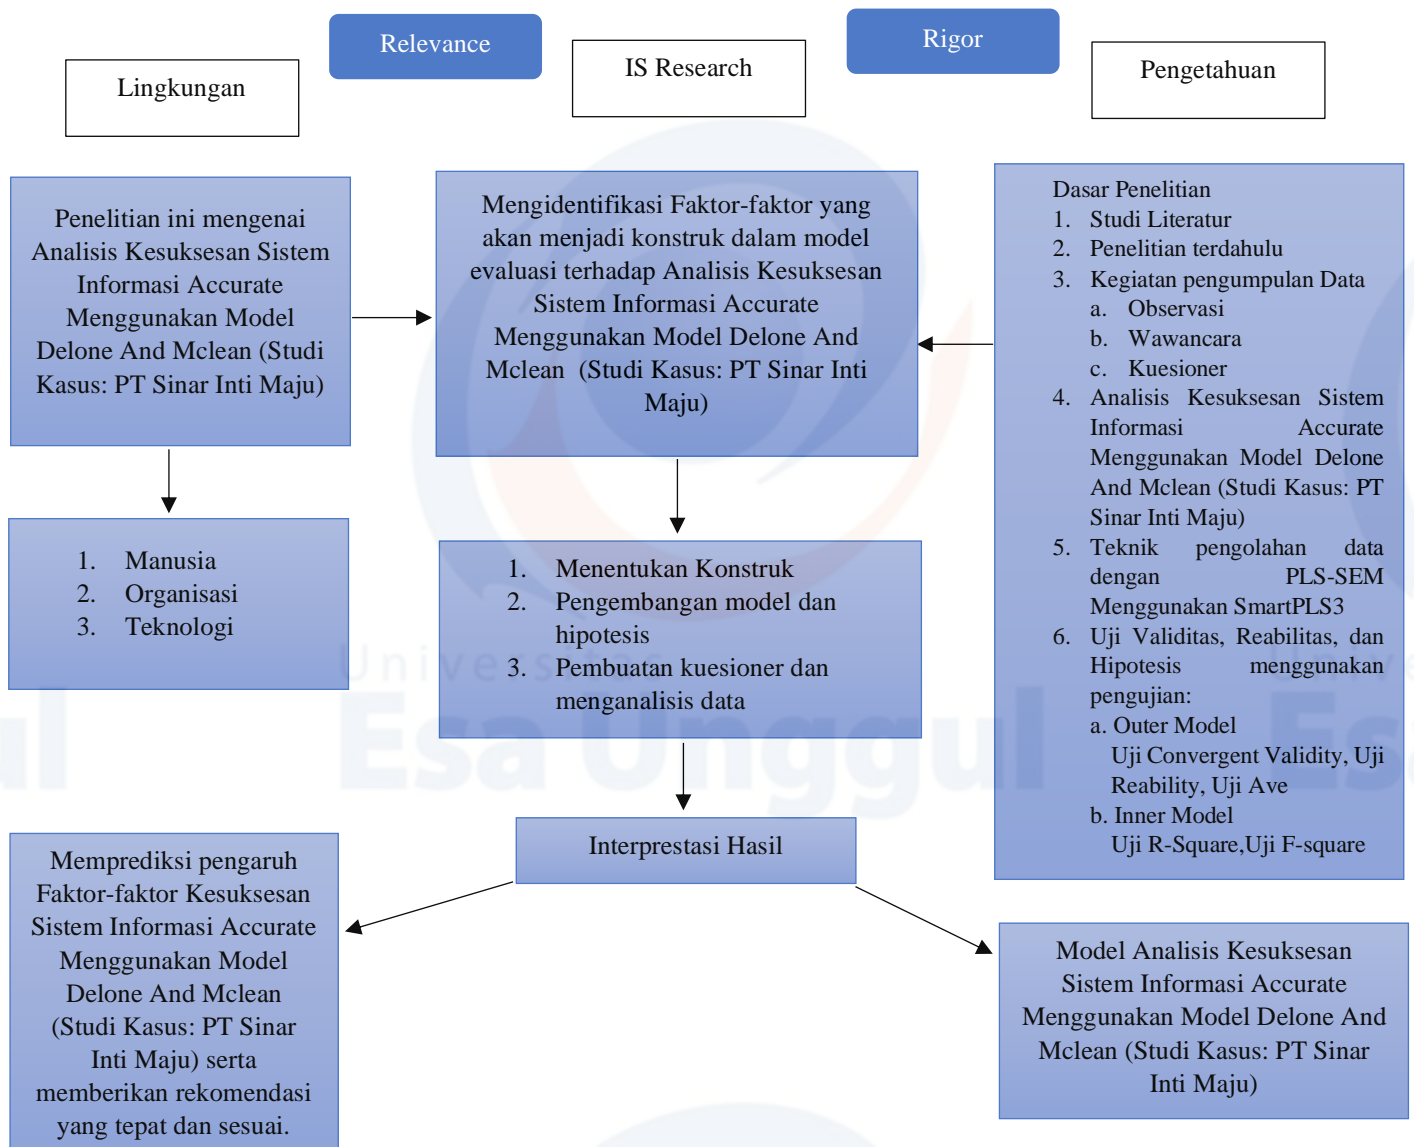 Relevance
IS Research
Rigor
Lingkungan
Pengetahuan
Penelitian ini mengenai
Analisis Kesuksesan Sistem
Informasi Accurate
Menggunakan Model
Delone And Mclean (Studi
Kasus: PT Sinar Inti Maju)
Mengidentifikasi Faktor-faktor yang
akan menjadi konstruk dalam model
evaluasi terhadap Analisis Kesuksesan
Sistem Informasi Accurate
Menggunakan Model Delone And
Mclean (Studi Kasus: PT Sinar Inti
Maju)
Dasar Penelitian
1. Studi Literatur
2. Penelitian terdahulu
3. Kegiatan pengumpulan Data
a. Observasi
b. Wawancara
c. Kuesioner
4. Analisis Kesuksesan Sistem
Informasi Accurate
Menggunakan Model Delone
And Mclean (Studi Kasus: PT
Sinar Inti Maju)
5. Teknik pengolahan data
dengan PLS-SEM
Menggunakan SmartPLS3
6. Uji Validitas, Reabilitas, dan
Hipotesis menggunakan
pengujian:
a. Outer Model
Uji Convergent Validity, Uji
Reability, Uji Ave
b. Inner Model
Uji R-Square,Uji F-square
1. Manusia
2. Organisasi
3. Teknologi
1. Menentukan Konstruk
2. Pengembangan model dan
hipotesis
3. Pembuatan kuesioner dan
menganalisis data
Universitas
Esa Unggul
ul
Unive
Es
Interprestasi Hasil
Memprediksi pengaruh
Faktor-faktor Kesuksesan
Sistem Informasi Accurate
Menggunakan Model
Delone And Mclean
(Studi Kasus: PT Sinar
Inti Maju) serta
memberikan rekomendasi
yang tepat dan sesuai.
Model Analisis Kesuksesan
Sistem Informasi Accurate
Menggunakan Model Delone And
Mclean (Studi Kasus: PT Sinar
Inti Maju)